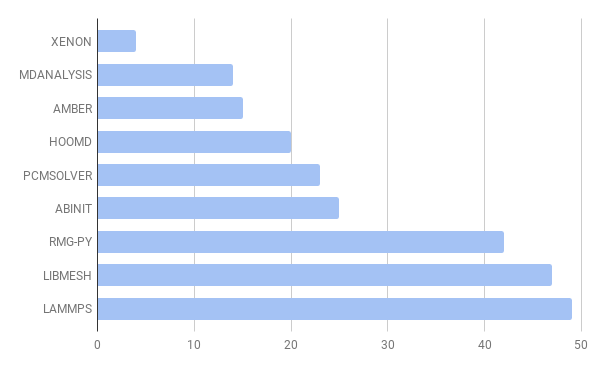 XENON
MDANALYSIS
AMBER
HOOMD
PCMSOLVER
ABINIT
RMG-PY
LIBMESH
LAMMPS
0 10 20 30 40 50